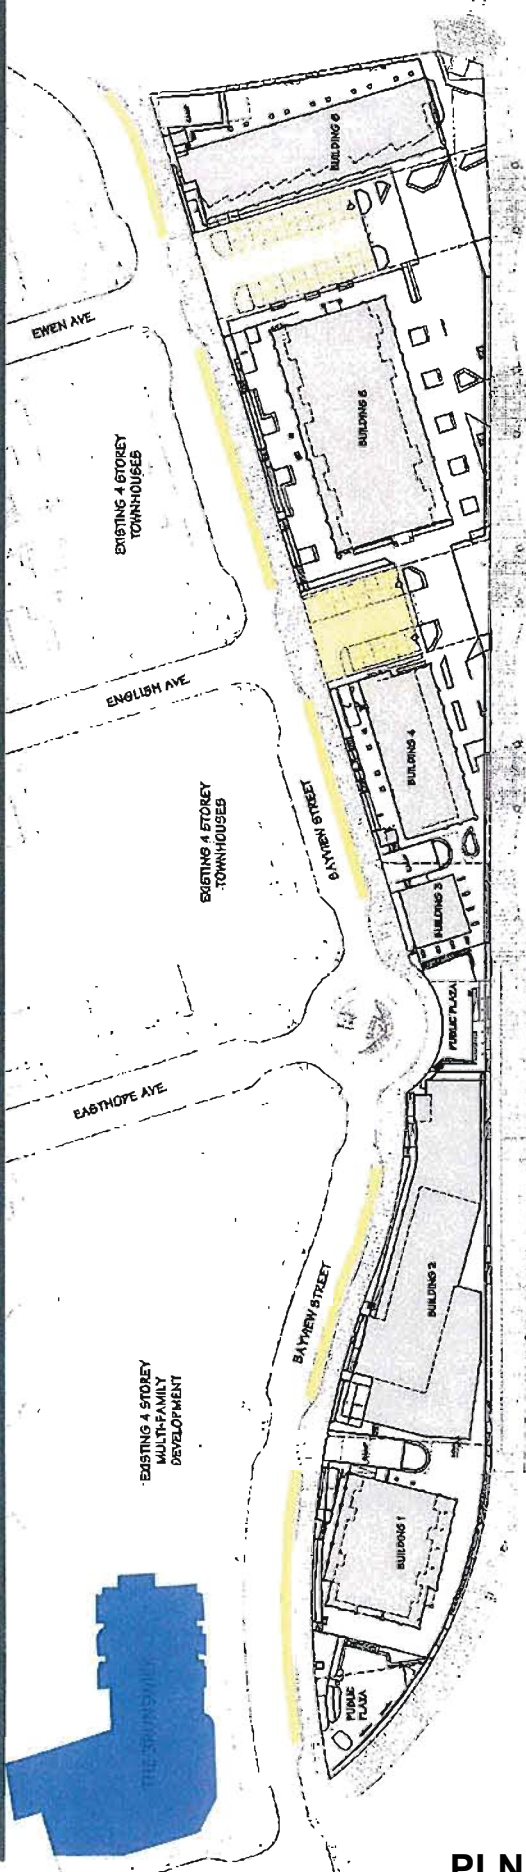 BUILDING 6
EWEN AVE.
EXISTING 4 STOREY
TOWNHOUSES
BUILDING 5
ENGLISH AVE.
EXISTING 4 STOREY
TOWNHOUSES
BAYVIEW STREET
BUILDING 4
BUILDING 3
PUBLIC PLAZA
EASTHOPE AVE.
BAYVIEW STREET
BUILDING 2
EXISTING 4 STOREY
MULTI-FAMILY
DEVELOPMENT
BUILDING 1
PUBLIC
PLAZA
THE BRUNSWICK
PLN